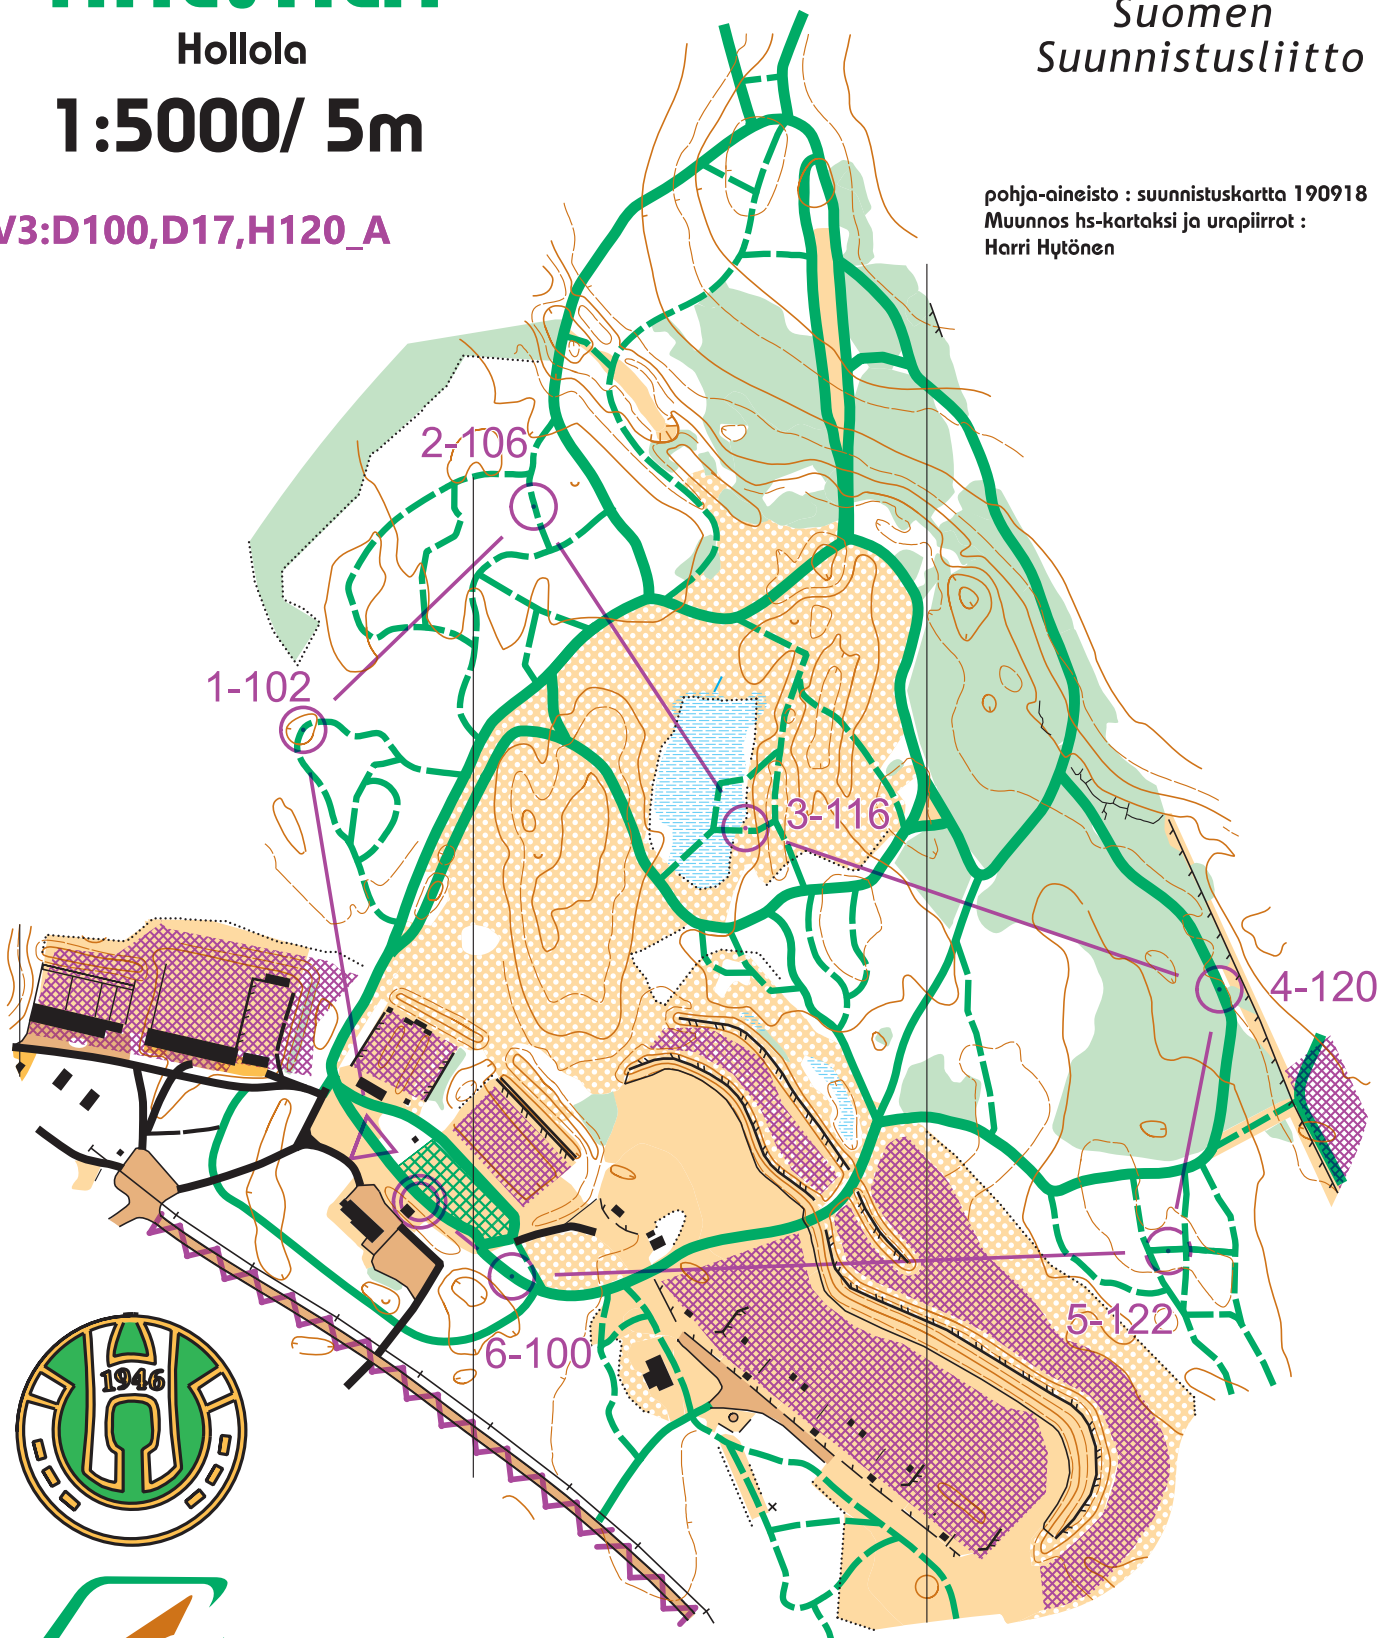 Hollola
1:5000/ 5m
V3:D100,D17,H120_A
Suomen
Suunnistusliitto
pohja-aineisto : suunnistuskartta 190918
Muunnos hs-kartaksi ja urapiirrot :
Harri Hytönen
2-106
1-102
3-116
4-120
5-122
6-100
1946